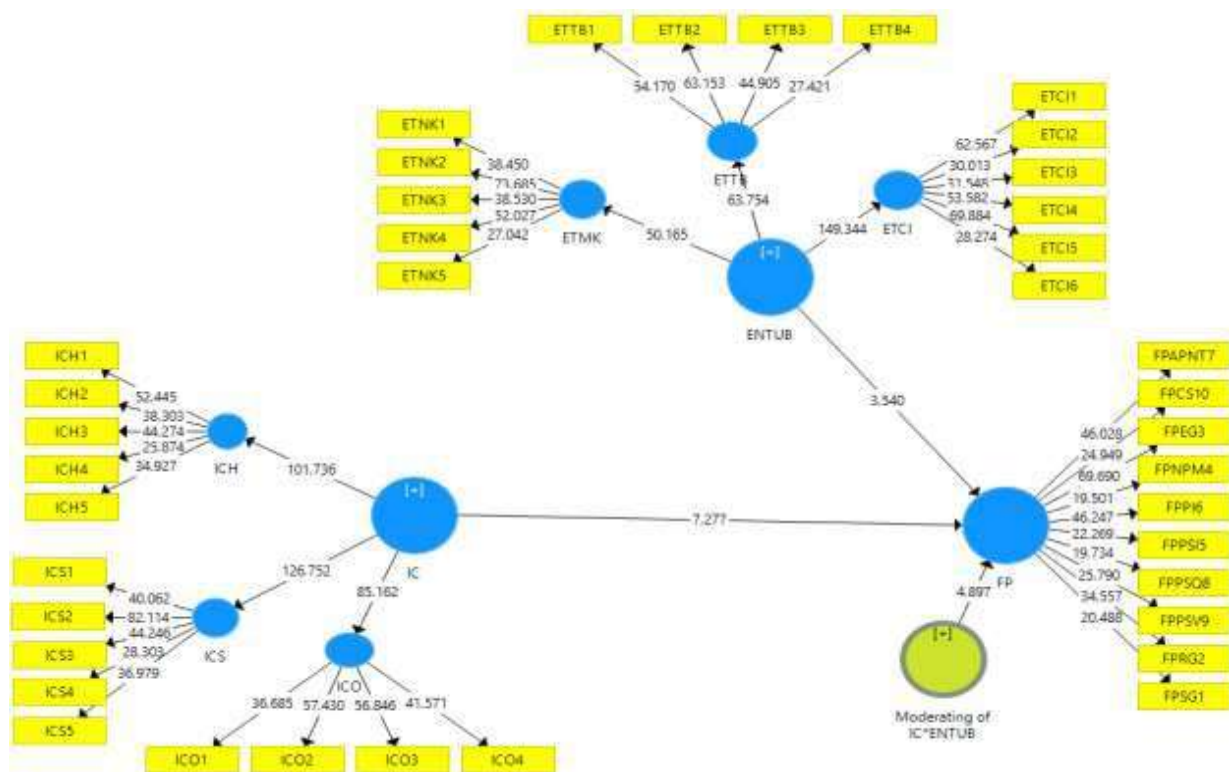 ETTB1
ETTB2
ETTB3
ETTB4
54.170
63.153
44.905
27.421
ETTB
ETNK1
ETNK2
ETNK3
ETNK4
ETNK5
38.450
73.685
38.530
52.027
27.042
ETMK
50.165
63.754
149.344
ETCI
ETCI1
ETCI2
ETCI3
ETCI4
ETCI5
ETCI6
62.567
30.013
53.582
69.884
28.274
[+]
ENTUB
3.540
ICH1
ICH2
ICH3
ICH4
ICH5
52.445
38.303
44.274
25.874
34.927
ICH
101.736
[+]
IC
7.277
126.752
85.162
ICS1
ICS2
ICS3
ICS4
ICS5
40.062
82.114
44.246
28.303
36.979
ICS
ICO
36.685
57.430
56.846
41.571
ICO1
ICO2
ICO3
ICO4
FP
4.897
[+]
Moderating of
IC*ENTUB
46.028
24.949
69.690
19.501
46.247
22.269
19.734
25.790
34.557
20.488
FPAPNT7
FPCS10
FPEG3
FPNPM4
FPPI6
FPPSI5
FPPSQ8
FPPSV9
FPRG2
FPSG1